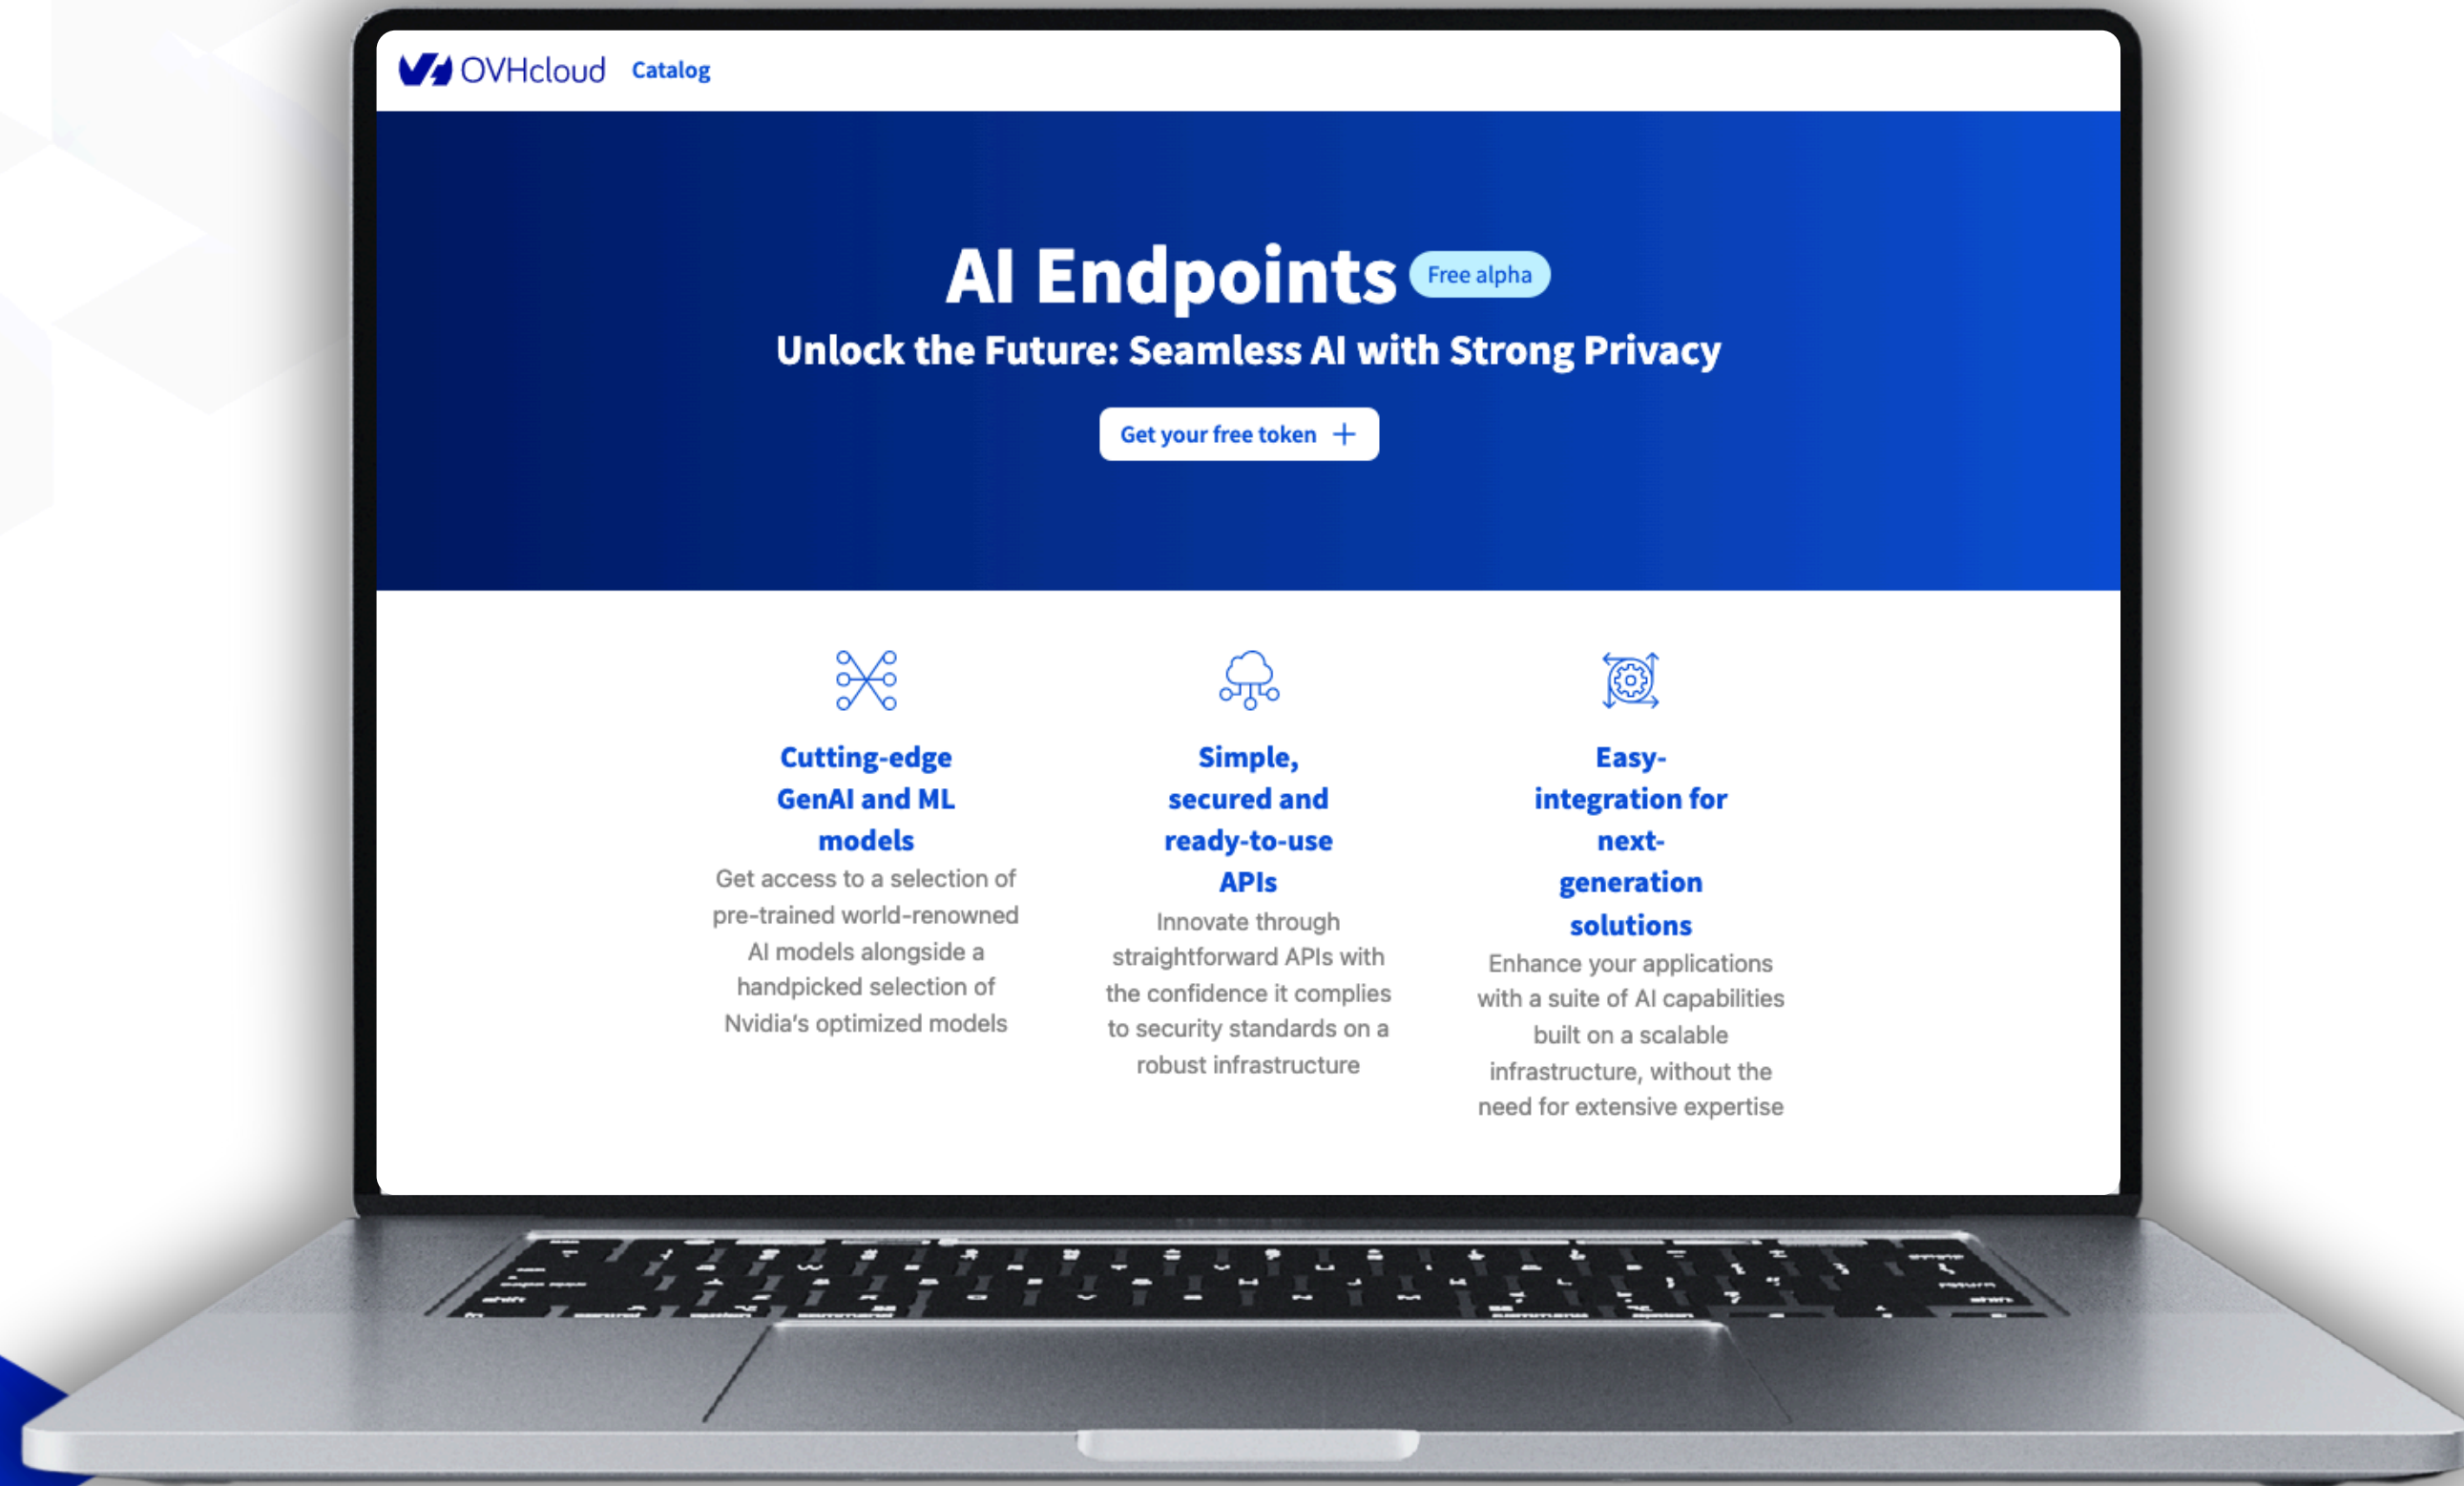 OVHcloud Catalog
AI Endpoints Free alpha
Unlock the Future: Seamless AI with Strong Privacy
Get your free token +
Cutting-edge
GenAI and ML
models
Get access to a selection of
pre-trained world-renowned
AI models alongside a
handpicked selection of
Nvidia's optimized models
Simple,
secured and
ready-to-use
APIs
Innovate through
straightforward APIs with
the confidence it complies
to security standards on a
robust infrastructure
Easy-
integration for
next-
generation
solutions
Enhance your applications
with a suite of AI capabilities
built on a scalable
infrastructure, without the
need for extensive expertise